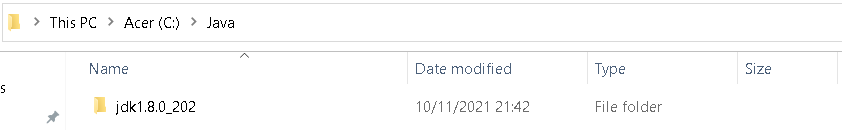 This PC > Acer (C:) > Java
Name Date modified Type Size
s
jdk1.8.0_202 10/11/2021 21:42 File folder